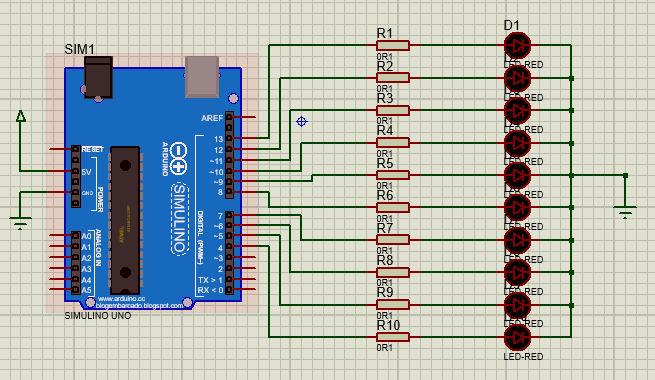 SIM1
D1
R1
0R1
LED-RED
R2
0R1
LED-RED
R3
0R1
LED-RED
R4
0R1
LED-RED
R5
0R1
LED-RED
R6
0R1
LED-RED
R7
0R1
LED-RED
R8
0R1
LED-RED
R9
0R1
LED-RED
R10
0R1
LED-RED
AREF
13
12
~11
~10
~9
8
7
~6
~5
4
~3
2
TX > 1
RX < 0
RESET
5V
GND
POWER
A0
A1
A2
A3
A4
A5
ANALOG IN
ARDUINO
SIMULINO
DIGITAL (PWM~)
www.arduino.cc
blogembarcado.blogspot.com
SIMULINO UNO